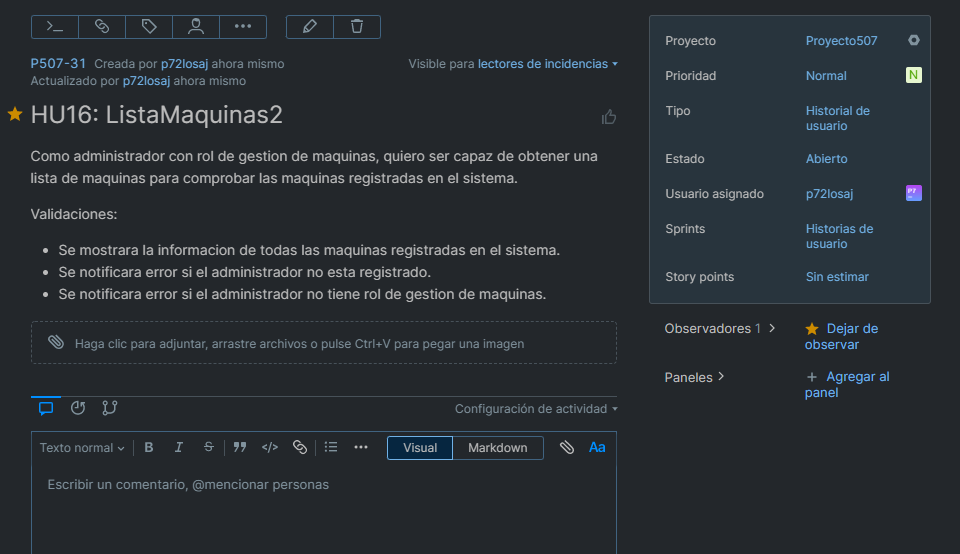 P507-31 Creada por p72losaj ahora mismo
Visible para lectores de incidencias
Actualizado por p72losaj ahora mismo
HU16: ListaMaquinas2
Como administrador con rol de gestion de maquinas, quiero ser capaz de obtener una
lista de maquinas para comprobar las maquinas registradas en el sistema.
Validaciones:
• Se mostrara la informacion de todas las maquinas registradas en el sistema.
• Se notificara error si el administrador no esta registrado.
• Se notificara error si el administrador no tiene rol de gestion de maquinas.
Haga clic para adjuntar, arrastre archivos o pulse Ctrl+V para pegar una imagen
Configuración de actividad
Texto normal B I S Visual Markdown Aa
Escribir un comentario, @mencionar personas
Proyecto Proyecto507
Prioridad Normal N
Tipo Historial de
usuario
Estado Abierto
Usuario asignado p72losaj P7
Sprints Historias de
usuario
Story points Sin estimar
Observadores 1 Dejar de
observar
Paneles Agregar al
panel